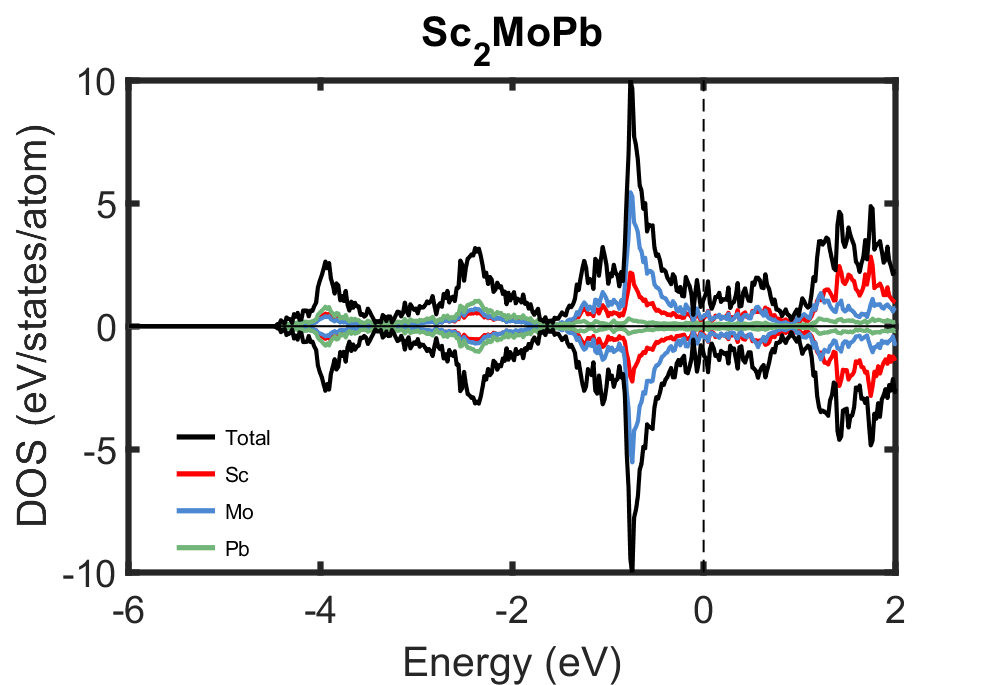 Sc2MoPb
DOS (eV/states/atom)
10
5
0
-5
-10
Total
Sc
Mo
Pb
-6 -4 -2 0 2
Energy (eV)